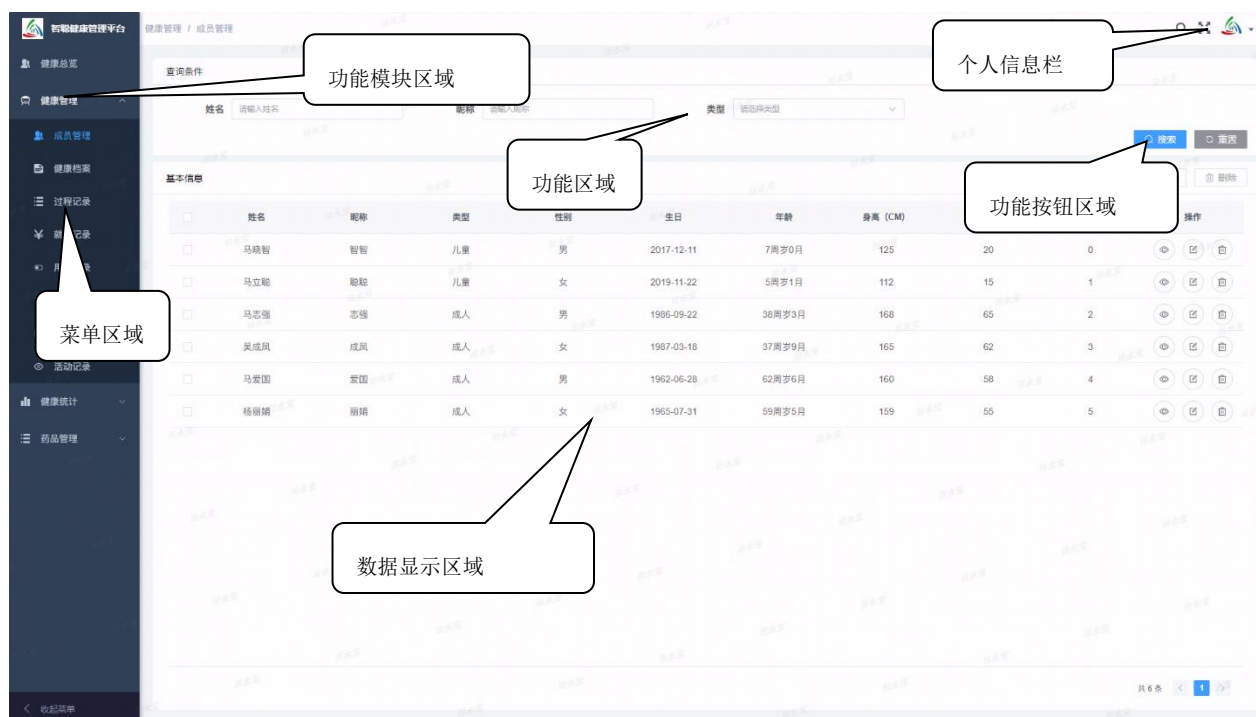 智聪健康管理平台
健康管理 / 成员管理
个人信息栏
健康总览
查询条件
功能模块区域
健康管理
姓名 请输入姓名
昵称 请输入昵称
类型 请选择类型
成员管理
搜索 重置
健康档案
基本信息
功能区域
删除
过程记录
功能按钮区域
姓名 昵称 类型 性别 生日 年龄 身高 (CM) 操作
马晓智 智智 儿童 男 2017-12-11 7周岁0月 125 20 0
马立聪 聪聪 儿童 女 2019-11-22 5周岁1月 112 15 1
马志强 志强 成人 男 1986-09-22 38周岁3月 168 65 2
菜单区域
吴成凤 成凤 成人 女 1987-03-18 37周岁9月 165 62 3
活动记录
马爱国 爱国 成人 男 1962-06-28 62周岁6月 160 58 4
健康统计
杨丽娟 丽娟 成人 女 1965-07-31 59周岁5月 159 55 5
药品管理
数据显示区域
共 6 条 1
收起菜单